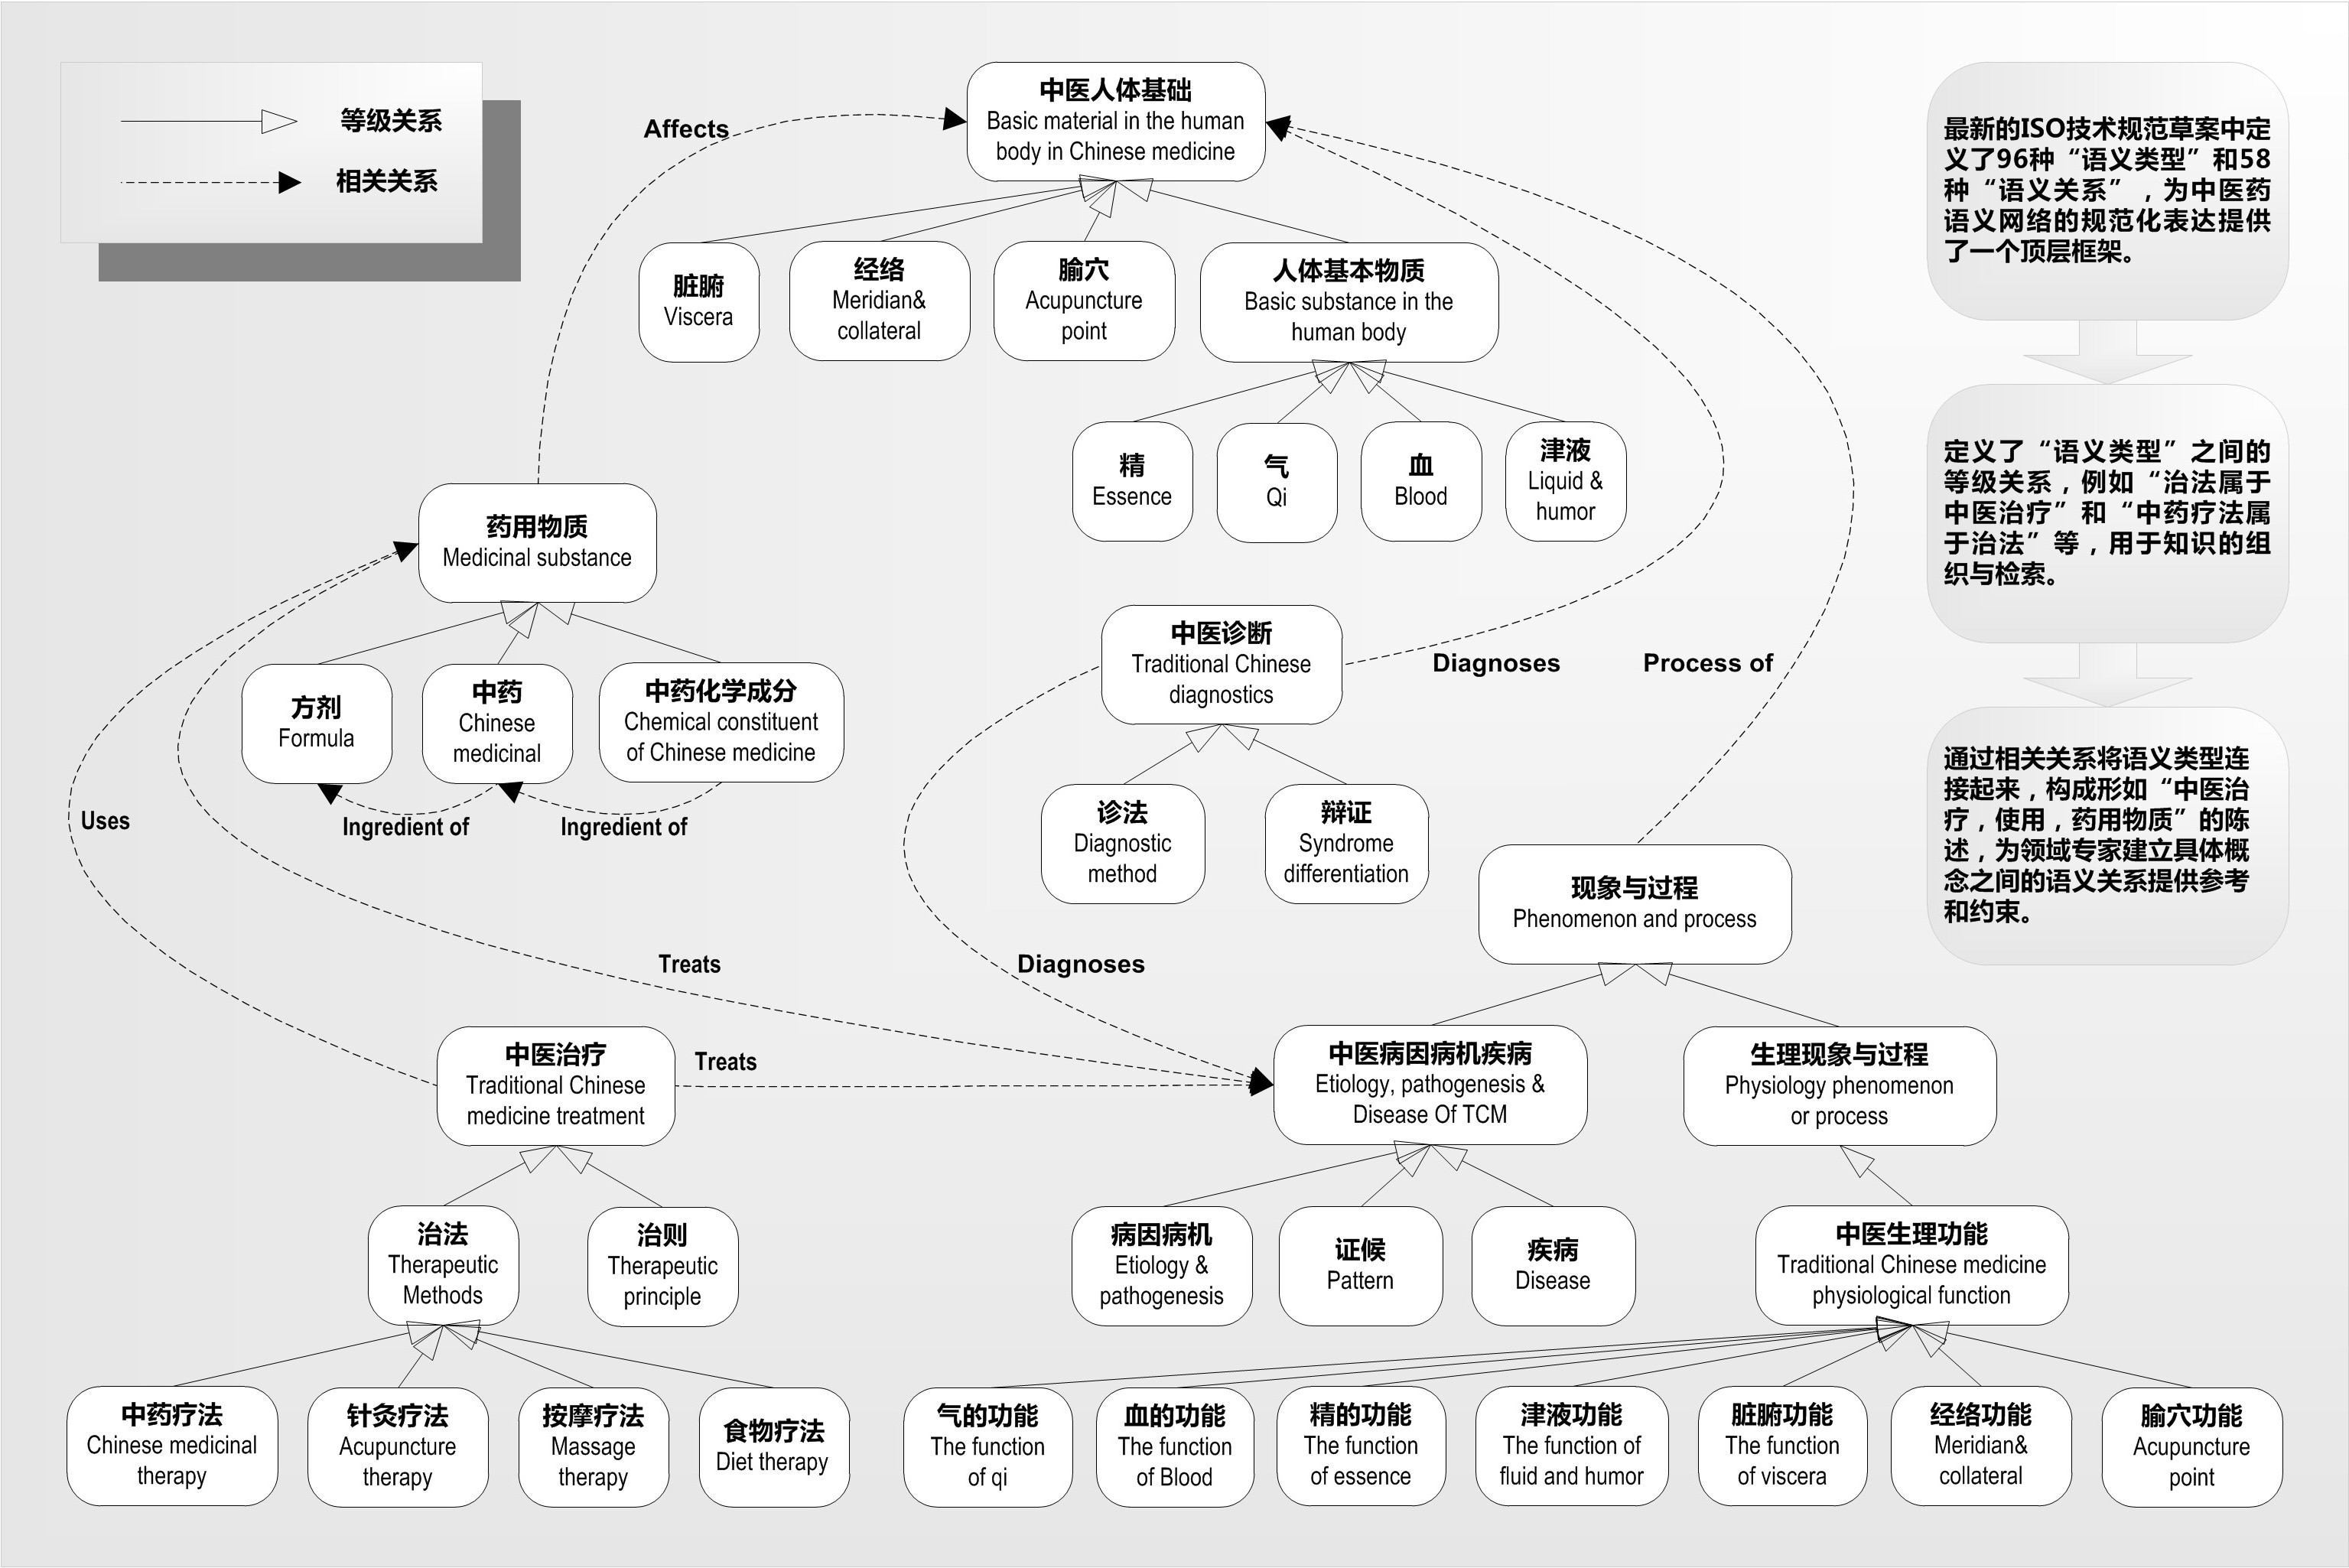 等级关系
相关关系
中医人体基础
Basic material in the human
body in Chinese medicine
Affects
脏腑
Viscera
经络
Meridian&
collateral
腧穴
Acupuncture
point
人体基本物质
Basic substance in the
human body
精
Essence
气
Qi
血
Blood
津液
Liquid &
humor
药用物质
Medicinal substance
方剂
Formula
中药
Chinese
medicinal
中药化学成分
Chemical constituent
of Chinese medicine
Ingredient of
Ingredient of
Uses
Treats
Treats
中医诊断
Traditional Chinese
diagnostics
Diagnoses
Diagnoses
Process of
诊法
Diagnostic
method
辩证
Syndrome
differentiation
现象与过程
Phenomenon and process
中医治疗
Traditional Chinese
medicine treatment
中医病因病机疾病
Etiology, pathogenesis &
Disease Of TCM
生理现象与过程
Physiology phenomenon
or process
治法
Therapeutic
Methods
治则
Therapeutic
principle
病因病机
Etiology &
pathogenesis
证候
Pattern
疾病
Disease
中医生理功能
Traditional Chinese medicine
physiological function
中药疗法
Chinese medicinal
therapy
针灸疗法
Acupuncture
therapy
按摩疗法
Massage
therapy
食物疗法
Diet therapy
气的功能
The function
of qi
血的功能
The function
of Blood
精的功能
The function
of essence
津液功能
The function of
fluid and humor
脏腑功能
The function
of viscera
经络功能
Meridian&
collateral
腧穴功能
Acupuncture
point
最新的ISO技术规范草案中定
义了96种“语义类型”和58
种“语义关系”，为中医药
语义网络的规范化表达提供
了一个顶层框架。
定义了“语义类型”之间的
等级关系，例如“治法属于
中医治疗”和“中药疗法属
于治法”等，用于知识的组
织与检索。
通过相关关系将语义类型连
接起来，构成形如“中医治
疗，使用，药用物质”的陈
述，为领域专家建立具体概
念之间的语义关系提供参考
和约束。